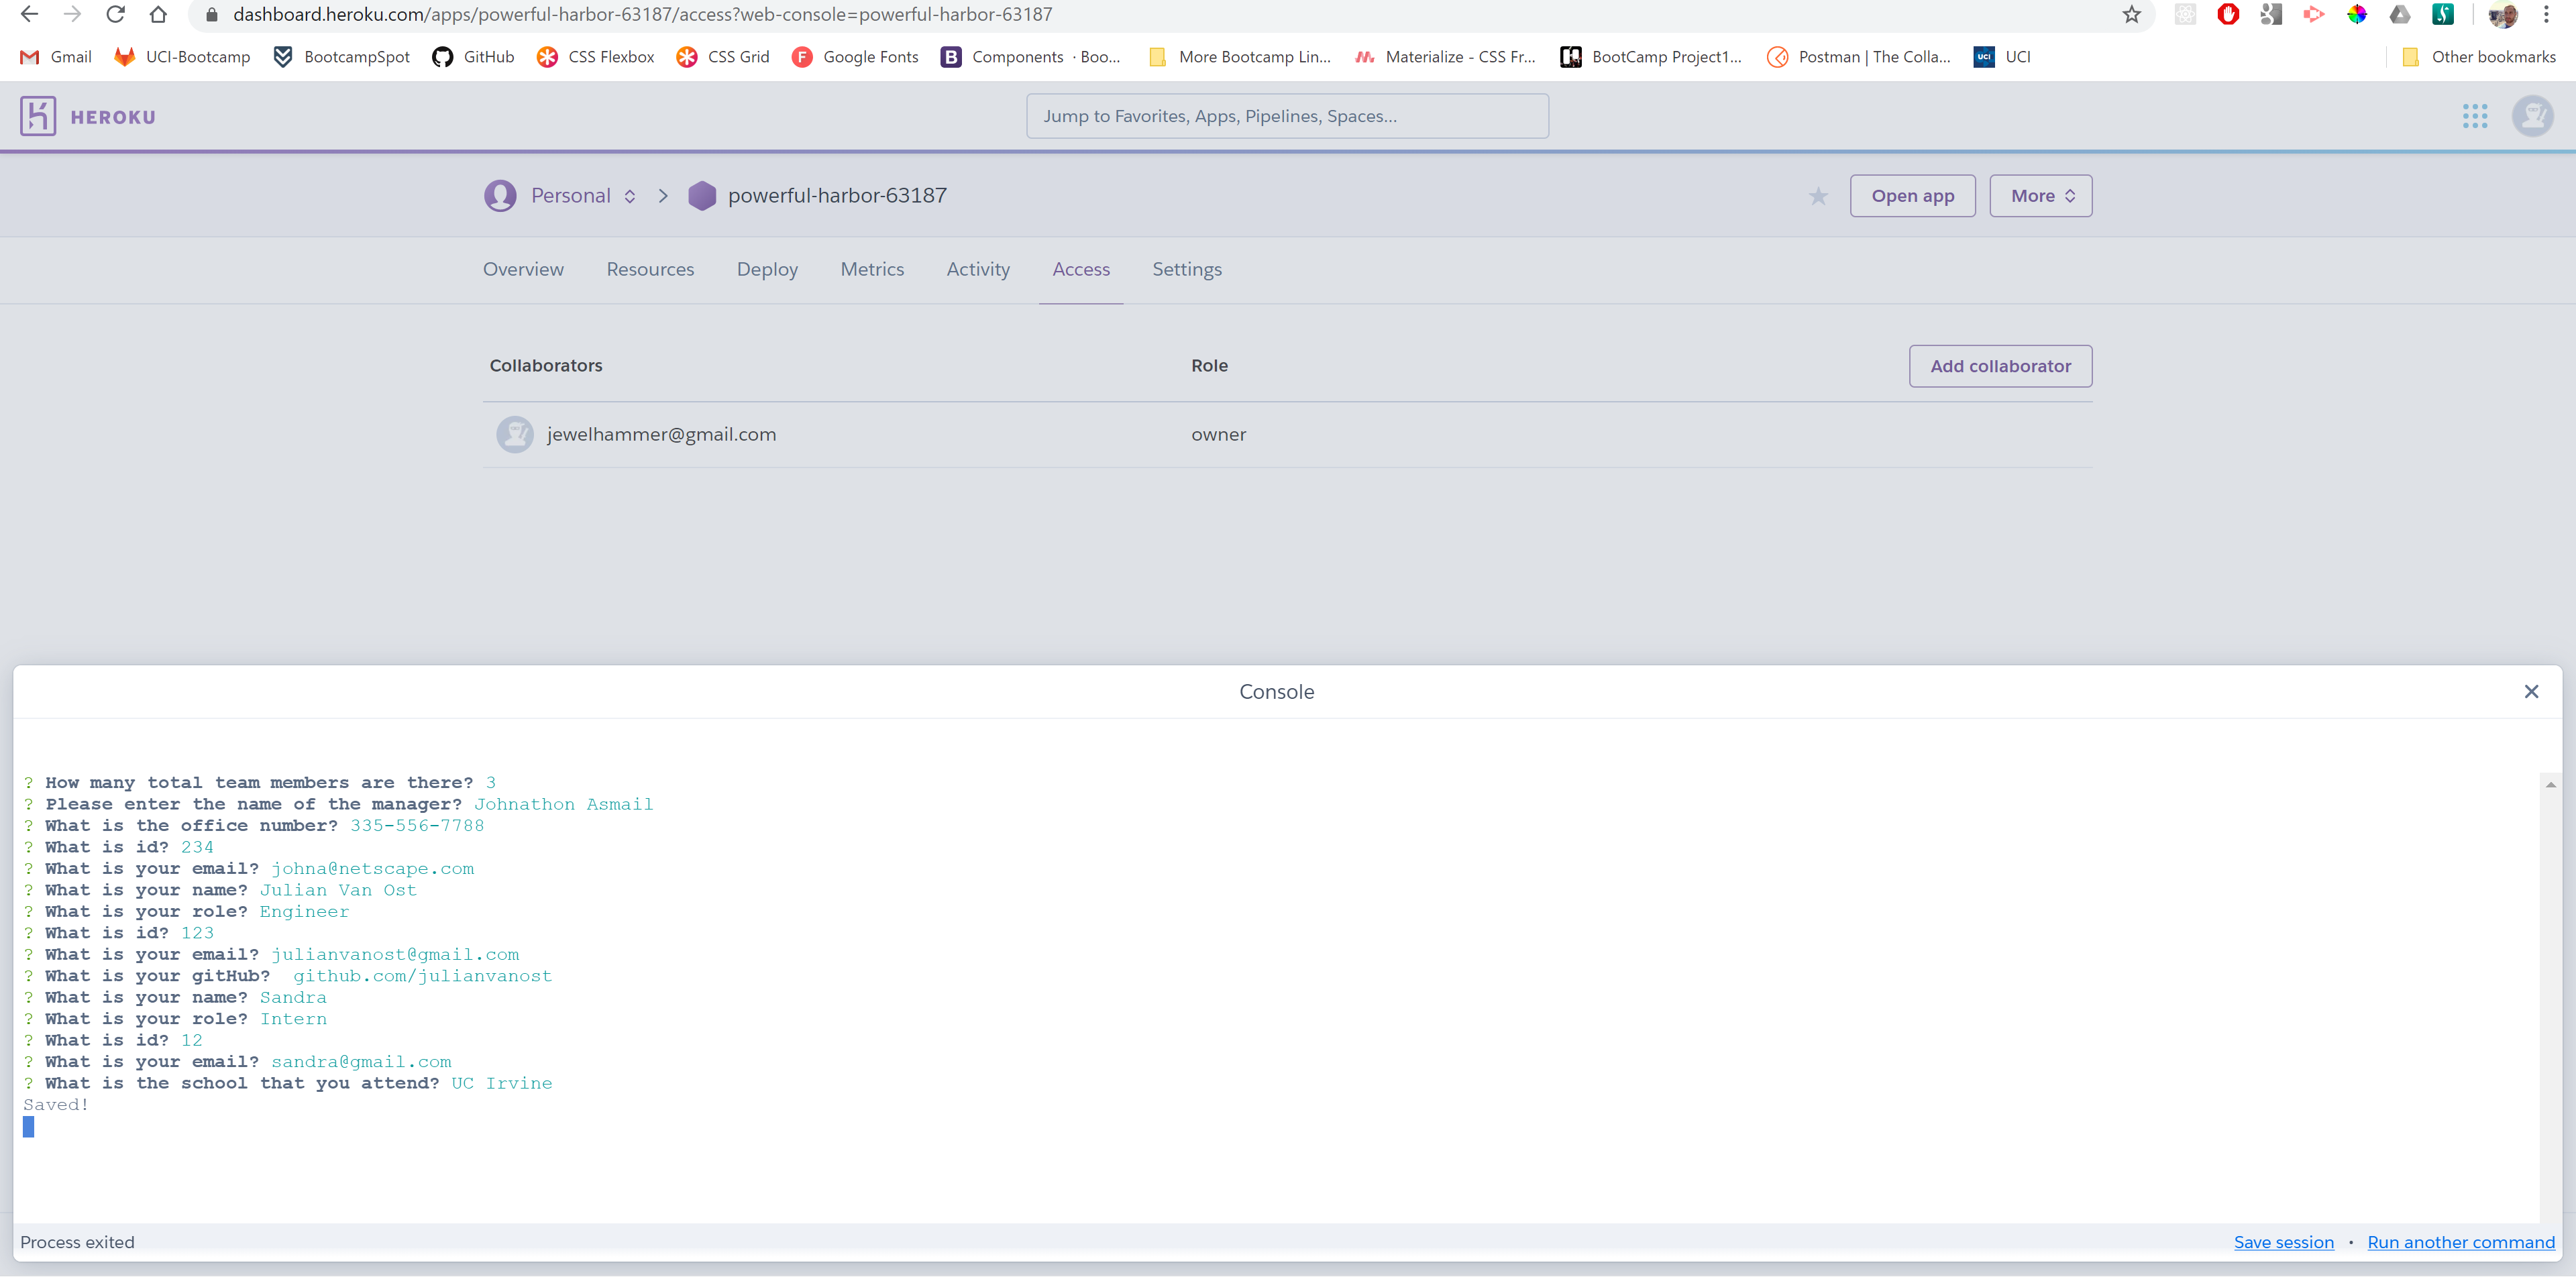 dashboard.heroku.com/apps/powerful-harbor-63187/access?web-console=powerful-harbor-63187
Gmail UCI-Bootcamp BootcampSpot GitHub CSS Flexbox CSS Grid Google Fonts Components · Boo... More Bootcamp Lin... Materialize - CSS Fr... BootCamp Project1... Postman | The Colla... UCI Other bookmarks
HEROKU Jump to Favorites, Apps, Pipelines, Spaces...
Personal > powerful-harbor-63187 Open app More
Overview Resources Deploy Metrics Activity Access Settings
Collaborators Role Add collaborator
jewelhammer@gmail.com owner
Console
? How many total team members are there? 3
? Please enter the name of the manager? Johnathon Asmail
? What is the office number? 335-556-7788
? What is id? 234
? What is your email? johna@netscape.com
? What is your name? Julian Van Ost
? What is your role? Engineer
? What is id? 123
? What is your email? julianvanost@gmail.com
? What is your gitHub?  github.com/julianvanost
? What is your name? Sandra
? What is your role? Intern
? What is id? 12
? What is your email? sandra@gmail.com
? What is the school that you attend? UC Irvine
Saved!
Process exited Save session · Run another command